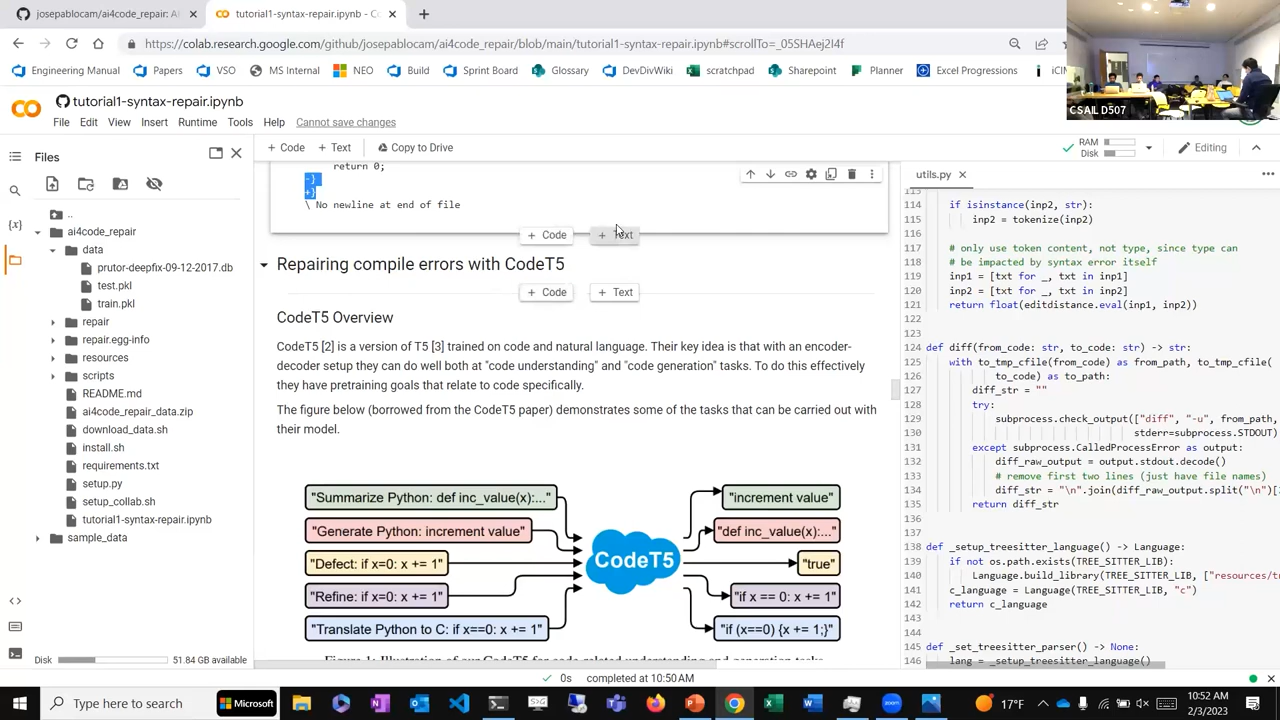 josepablocam/ai4code_repair: A
tutorial1-syntax-repair.ipynb - C
https://colab.research.google.com/github/josepablocam/ai4code_repair/blob/main/tutorial1-syntax-repair.ipynb#scrollTo=_05SHAej2I4f
Engineering Manual
Papers
VSO
MS Internal
NEO
Build
Sprint Board
Glossary
DevDivWiki
scratchpad
Sharepoint
Planner
Excel Progressions
CSAIL D507
tutorial1-syntax-repair.ipynb
File Edit View Insert Runtime Tools Help Cannot save changes
Files
+ Code + Text Copy to Drive
RAM
Disk
Editing
..
ai4code_repair
data
prutor-deepfix-09-12-2017.db
test.pkl
train.pkl
repair
repair.egg-info
resources
scripts
README.md
ai4code_repair_data.zip
download_data.sh
install.sh
requirements.txt
setup.py
setup_collab.sh
tutorial1-syntax-repair.ipynb
sample_data
Disk 51.84 GB available
return 0;
-}
+}
\ No newline at end of file
+ Code + Text
Repairing compile errors with CodeT5
+ Code + Text
CodeT5 Overview
CodeT5 [2] is a version of T5 [3] trained on code and natural language. Their key idea is that with an encoder-
decoder setup they can do well both at "code understanding" and "code generation" tasks. To do this effectively
they have pretraining goals that relate to code specifically.
The figure below (borrowed from the CodeT5 paper) demonstrates some of the tasks that can be carried out with
their model.
"Summarize Python: def inc_value(x):..."
"Generate Python: increment value"
"Defect: if x=0: x += 1"
"Refine: if x=0: x += 1"
"Translate Python to C: if x==0: x += 1"
CodeT5
"increment value"
"def inc_value(x):..."
"true"
"if x == 0: x += 1"
"if (x==0) {x += 1;}"
Figure 1: Illustration of our CodeT5 for code-related understanding and generation tasks
utils.py
113
114 if isinstance(inp2, str):
115 inp2 = tokenize(inp2)
116
117 # only use token content, not type, since type can
118 # be impacted by syntax error itself
119 inp1 = [txt for _, txt in inp1]
120 inp2 = [txt for _, txt in inp2]
121 return float(editdistance.eval(inp1, inp2))
122
123
124 def diff(from_code: str, to_code: str) -> str:
125 with to_tmp_cfile(from_code) as from_path, to_tmp_cfile(
126 to_code) as to_path:
127 diff_str = ""
128 try:
129 subprocess.check_output(["diff", "-u", from_path,
130 stderr=subprocess.STDOUT)
131 except subprocess.CalledProcessError as output:
132 diff_raw_output = output.stdout.decode()
133 # remove first two lines (just have file names)
134 diff_str = "\n".join(diff_raw_output.split("\n")[
135 return diff_str
136
137
138 def _setup_treesitter_language() -> Language:
139 if not os.path.exists(TREE_SITTER_LIB):
140 Language.build_library(TREE_SITTER_LIB, ["resources/
141 c_language = Language(TREE_SITTER_LIB, "c")
142 return c_language
143
144
145 def _set_treesitter_parser() -> None:
146 lang = _setup_treesitter_language()
0s completed at 10:50 AM
Type here to search
Microsoft
17°F
10:52 AM
2/3/2023